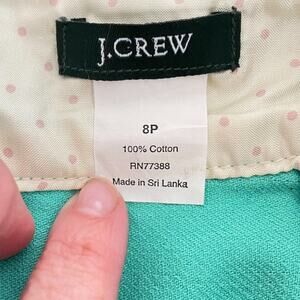 J.CREW
8P
100% Cotton
RN77388
Made in Sri Lanka